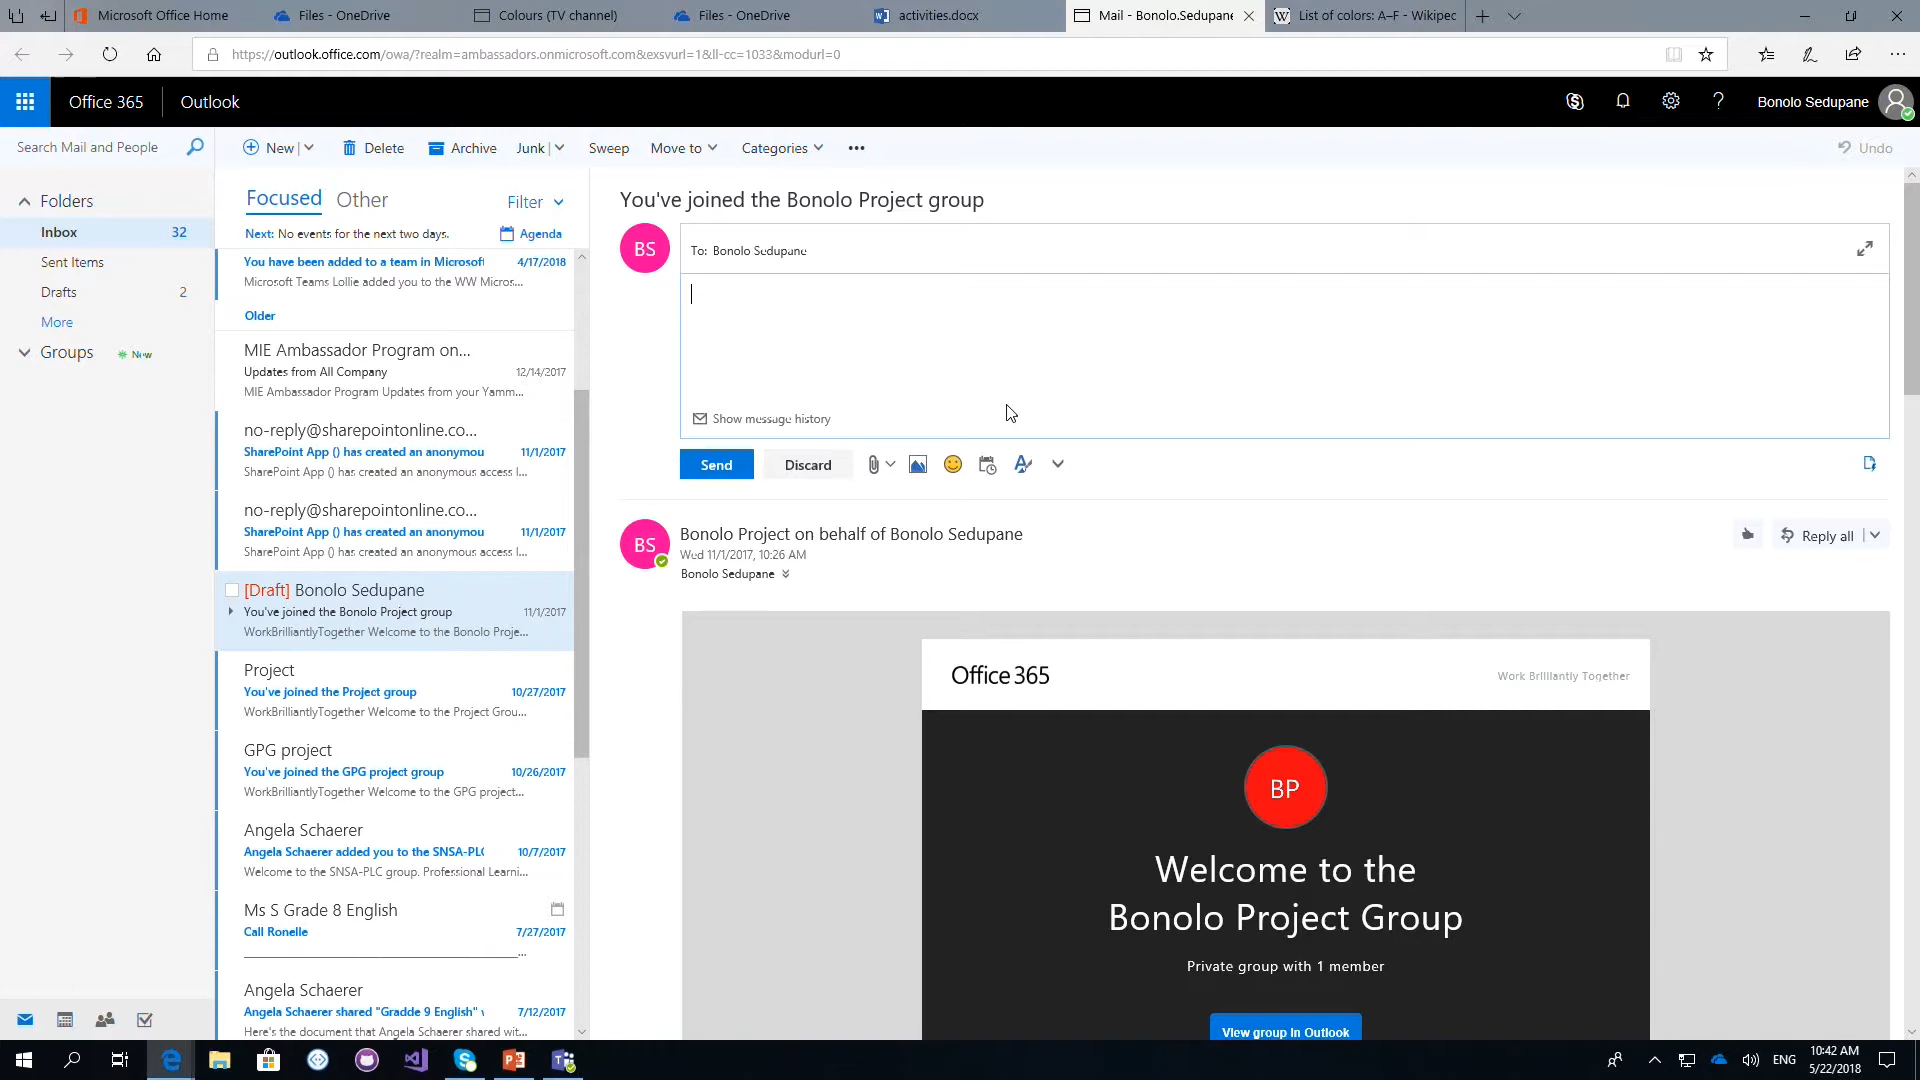 Microsoft Office Home
Files - OneDrive
Colours (TV channel)
Files - OneDrive
activities.docx
Mail - Bonolo.Sedupane
List of colors: A–F - Wikipec
https://outlook.office.com/owa/?realm=ambassadors.onmicrosoft.com&exsvurl=1&ll-cc=1033&modurl=0
Office 365
Outlook
Bonolo Sedupane
Search Mail and People
New
Delete
Archive
Junk
Sweep
Move to
Categories
Undo
Folders
Inbox 32
Sent Items
Drafts 2
More
Groups New
Focused Other
Filter
Next: No events for the next two days.
Agenda
You have been added to a team in Microsoft 4/17/2018
Microsoft Teams Lollie added you to the WW Micros...
Older
MIE Ambassador Program on...
Updates from All Company 12/14/2017
MIE Ambassador Program Updates from your Yamm...
no-reply@sharepointonline.co...
SharePoint App () has created an anonymou 11/1/2017
SharePoint App () has created an anonymous access l...
no-reply@sharepointonline.co...
SharePoint App () has created an anonymou 11/1/2017
SharePoint App () has created an anonymous access l...
[Draft] Bonolo Sedupane
You've joined the Bonolo Project group 11/1/2017
WorkBrilliantlyTogether Welcome to the Bonolo Proje...
Project
You've joined the Project group 10/27/2017
WorkBrilliantlyTogether Welcome to the Project Grou...
GPG project
You've joined the GPG project group 10/26/2017
WorkBrilliantlyTogether Welcome to the GPG project...
Angela Schaerer
Angela Schaerer added you to the SNSA-PLC 10/7/2017
Welcome to the SNSA-PLC group. Professional Learni...
Ms S Grade 8 English
Call Ronelle 7/27/2017
Angela Schaerer
Angela Schaerer shared "Gradde 9 English" v 7/12/2017
Here's the document that Angela Schaerer shared wit...
You've joined the Bonolo Project group
BS
To: Bonolo Sedupane
Show message history
Send
Discard
BS
Bonolo Project on behalf of Bonolo Sedupane
Wed 11/1/2017, 10:26 AM
Bonolo Sedupane
Reply all
Office 365
Work Brilliantly Together
BP
Welcome to the
Bonolo Project Group
Private group with 1 member
View group in Outlook
ENG
10:42 AM
5/22/2018